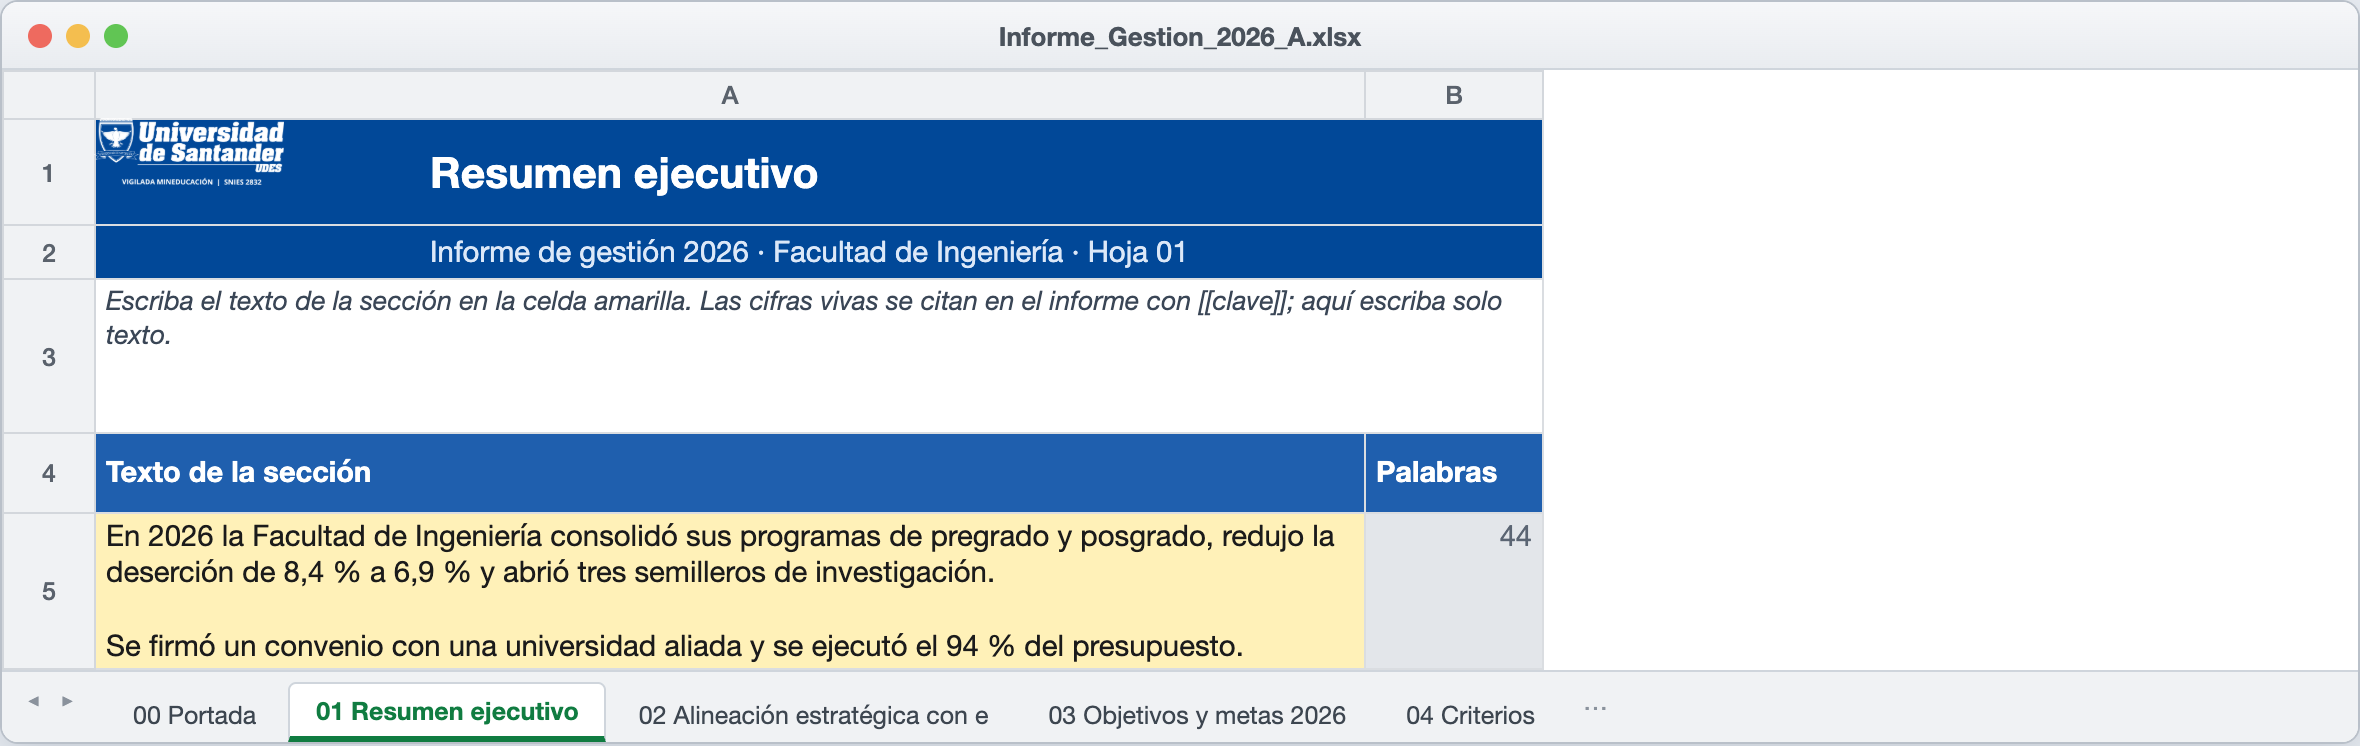 Informe_Gestion_2026_A.xlsx
A B
1
Universidad
de Santander
UDES
VIGILADA MINEDUCACIÓN | SNIES 2832
Resumen ejecutivo
2
Informe de gestión 2026 · Facultad de Ingeniería · Hoja 01
3
Escriba el texto de la sección en la celda amarilla. Las cifras vivas se citan en el informe con [[clave]]; aquí escriba solo
texto.
4
Texto de la sección Palabras
5
En 2026 la Facultad de Ingeniería consolidó sus programas de pregrado y posgrado, redujo la
deserción de 8,4 % a 6,9 % y abrió tres semilleros de investigación.
Se firmó un convenio con una universidad aliada y se ejecutó el 94 % del presupuesto.
44
00 Portada 01 Resumen ejecutivo 02 Alineación estratégica con e 03 Objetivos y metas 2026 04 Criterios ...